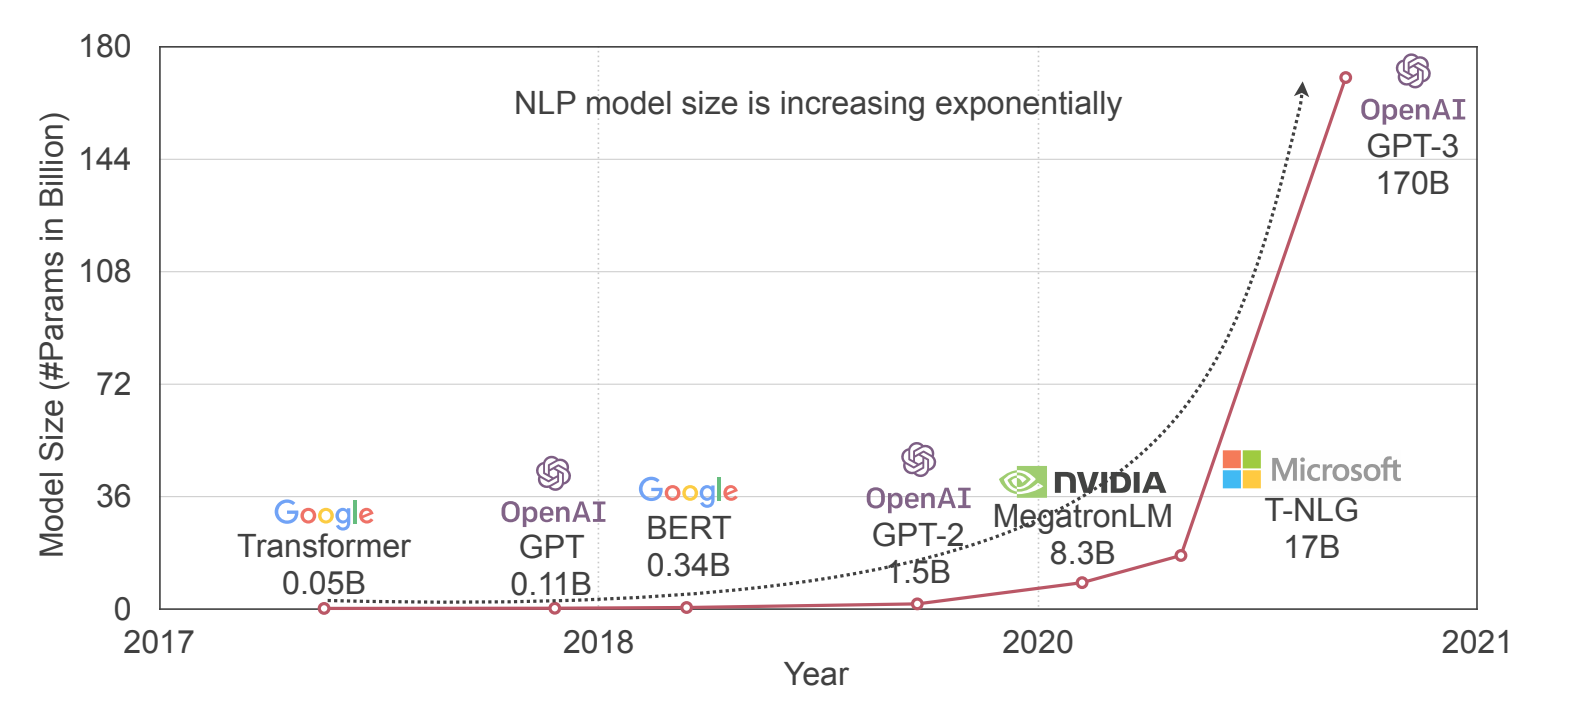 NLP model size is increasing exponentially
Model Size (#Params in Billion)
180
144
108
72
36
0
Google
Transformer
0.05B
OpenAI
GPT
0.11B
Google
BERT
0.34B
OpenAI
GPT-2
1.5B
NVIDIA
MegatronLM
8.3B
Microsoft
T-NLG
17B
OpenAI
GPT-3
170B
2017
2018
2020
2021
Year